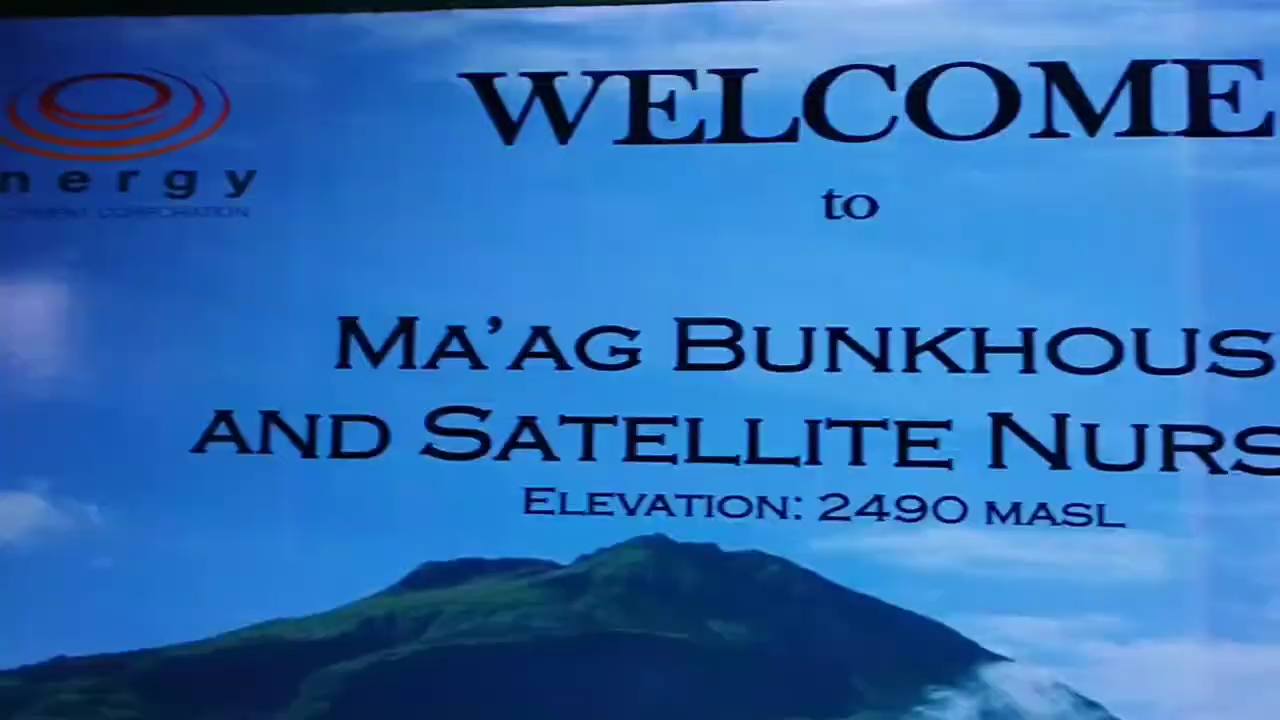 WELCOME
nergy
to
MA'AG BUNKHOUS
AND SATELLITE NURS
ELEVATION: 2490 MASL